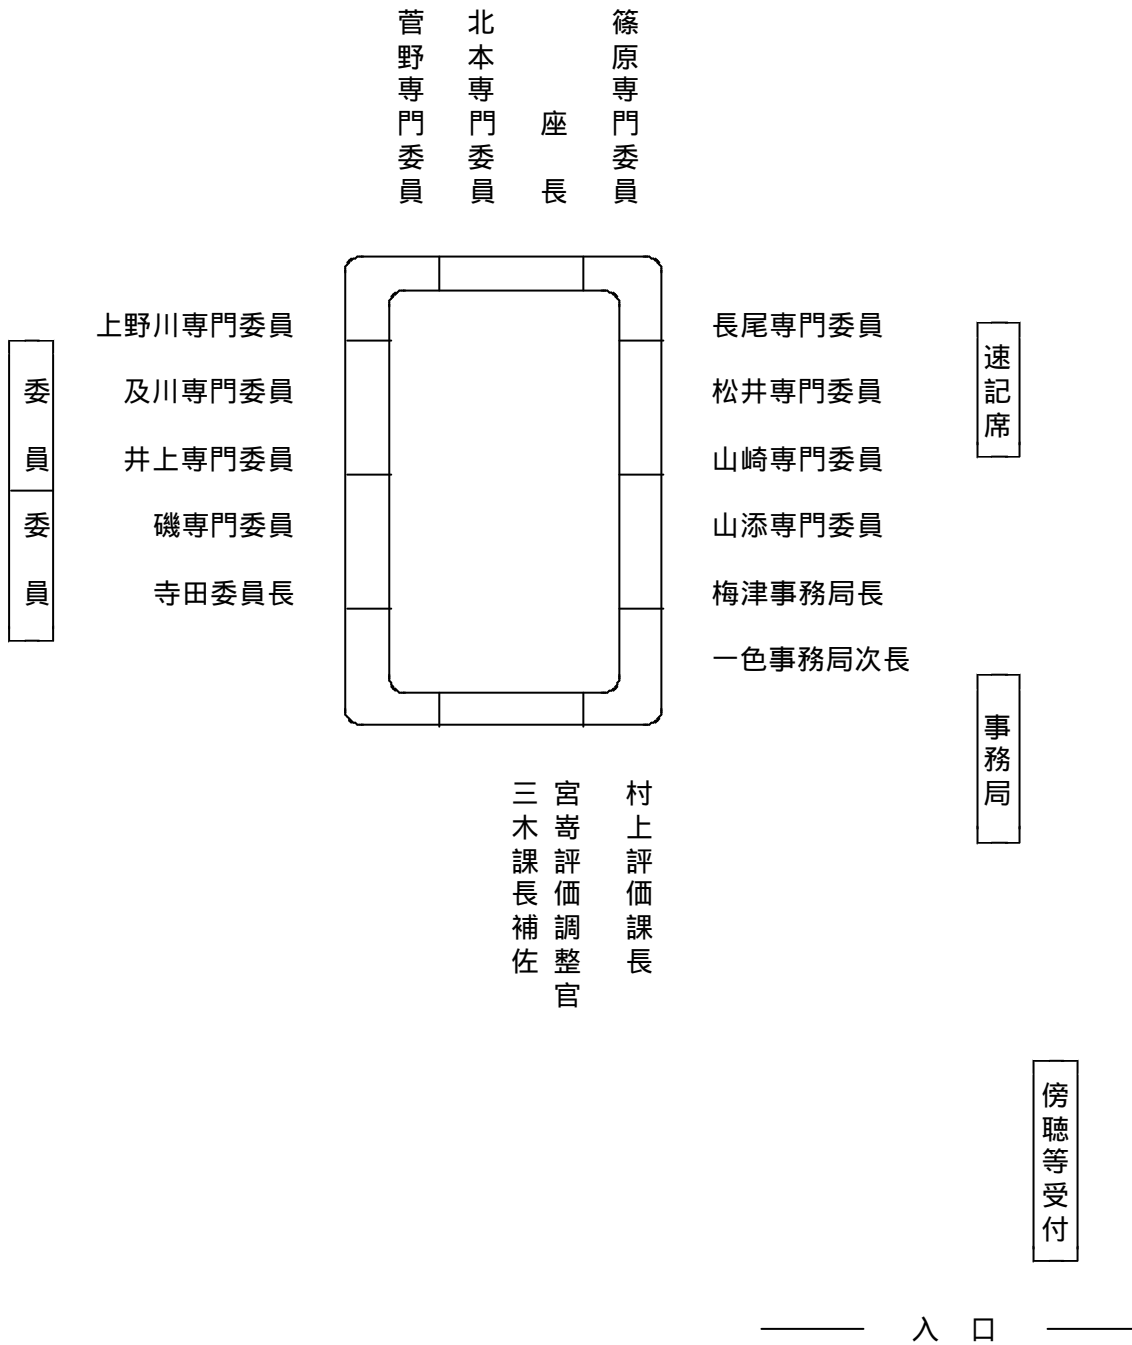 菅野専門委員
北本専門委員
座長
篠原専門委員
上野川専門委員
及川専門委員
井上専門委員
磯専門委員
寺田委員長
委員
委員
長尾専門委員
松井専門委員
山崎専門委員
山添専門委員
梅津事務局長
一色事務局次長
速記席
事務局
三木課長補佐
宮嵜評価調整官
村上評価課長
傍聴等受付
入口